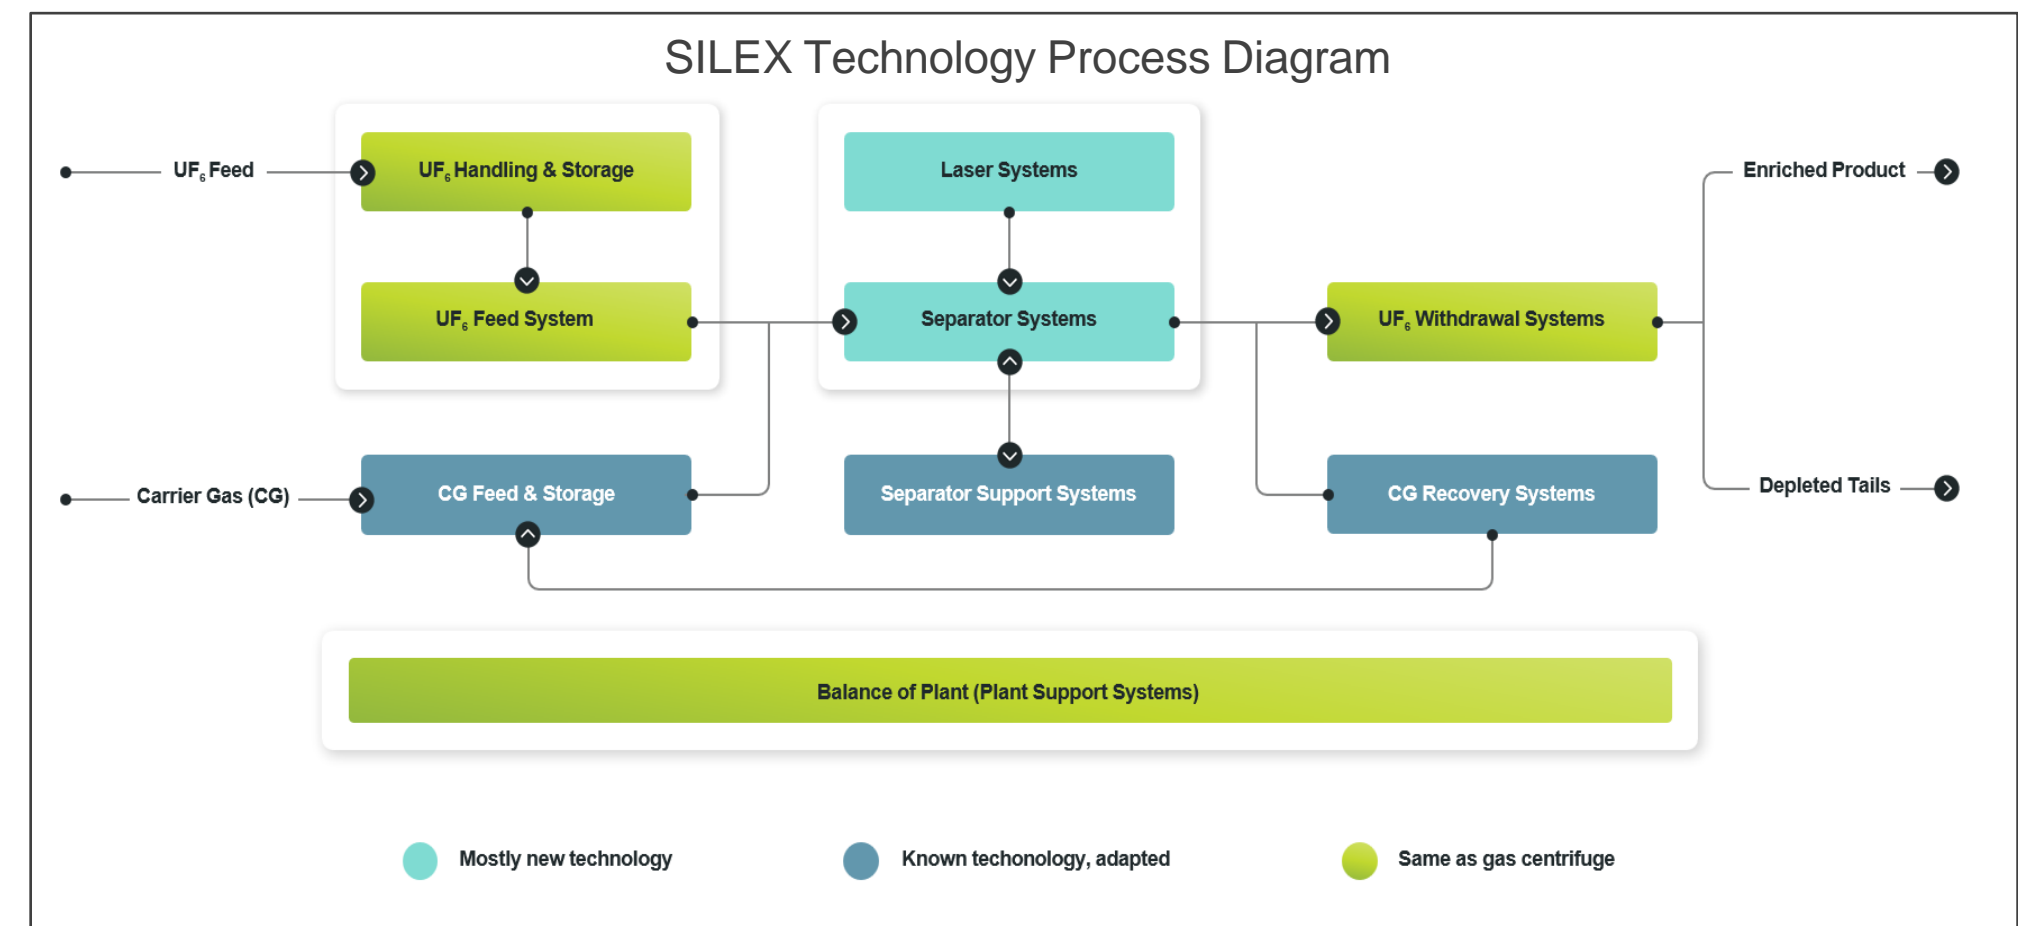 SILEX Technology Process Diagram
UF₆ Feed
UF₆ Handling & Storage
Laser Systems
Enriched Product
UF₆ Feed System
Separator Systems
UF₆ Withdrawal Systems
Carrier Gas (CG)
CG Feed & Storage
Separator Support Systems
CG Recovery Systems
Depleted Tails
Balance of Plant (Plant Support Systems)
Mostly new technology
Known techonology, adapted
Same as gas centrifuge